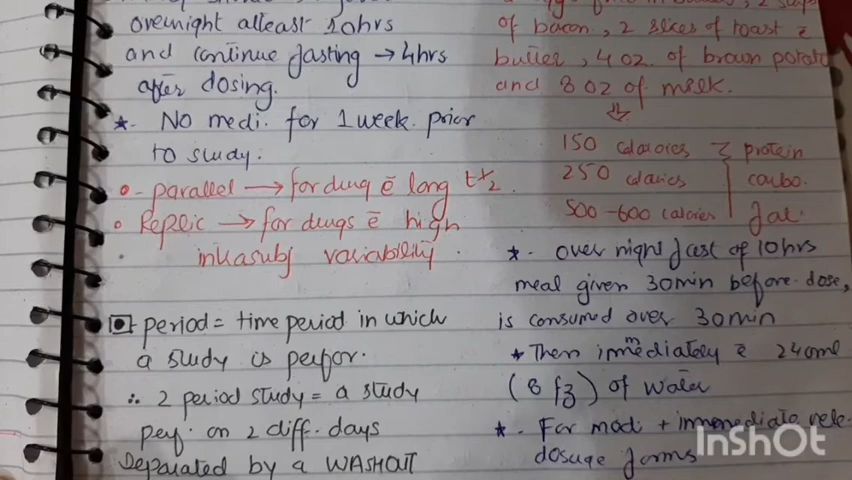 overnight atleast 10hrs
and continue fasting → 4hrs
after dosing.
* . No medi. for 1 week. prior
to study.
o - parallel → for drug c̄ long t½.
o Replic → for drugs c̄ high
intrasubj variability.
period = time period in which
a study is perfor.
∴ 2 period study = a study
perf. on 2 diff. days
separated by a WASHOUT
of bacon, 2 slices of toast c̄
butter, 4 oz. of brown potato
and 8 oz of milk.
⇓
150 calaroies } protein
250 calaries carbo.
500-600 calories fat.
*. over night fast of 10hrs
meal given 30min before dose,
is consumed over 30min
* Then immediately c̄ 240ml
(8 f℥) of water
*. For mod + immediate rele.
dosage forms
InShOt